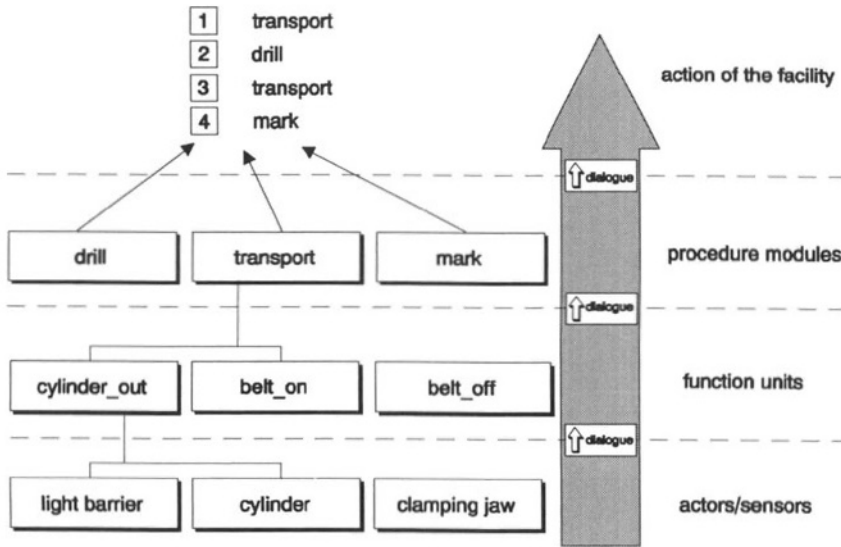 1 transport
2 drill
3 transport
4 mark
action of the facility
dialogue
drill transport mark
procedure modules
dialogue
cylinder_out belt_on belt_off
function units
dialogue
light barrier cylinder clamping jaw
actors/sensors